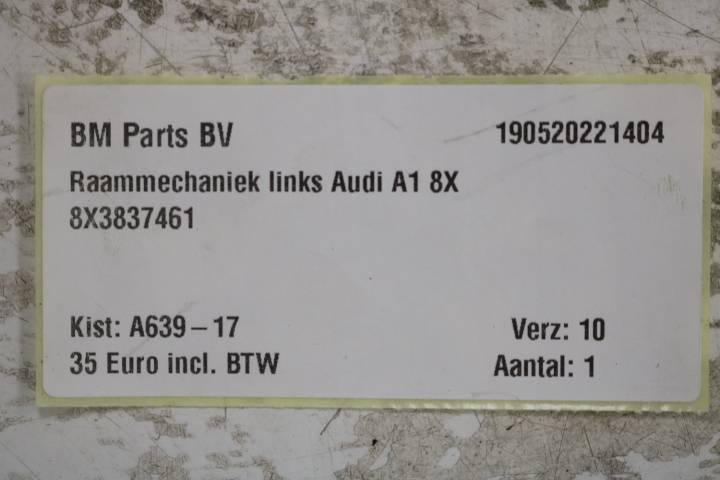 BM Parts BV 190520221404
Raammechaniek links Audi A1 8X
8X3837461
Kist: A639-17 Verz: 10
35 Euro incl. BTW Aantal: 1